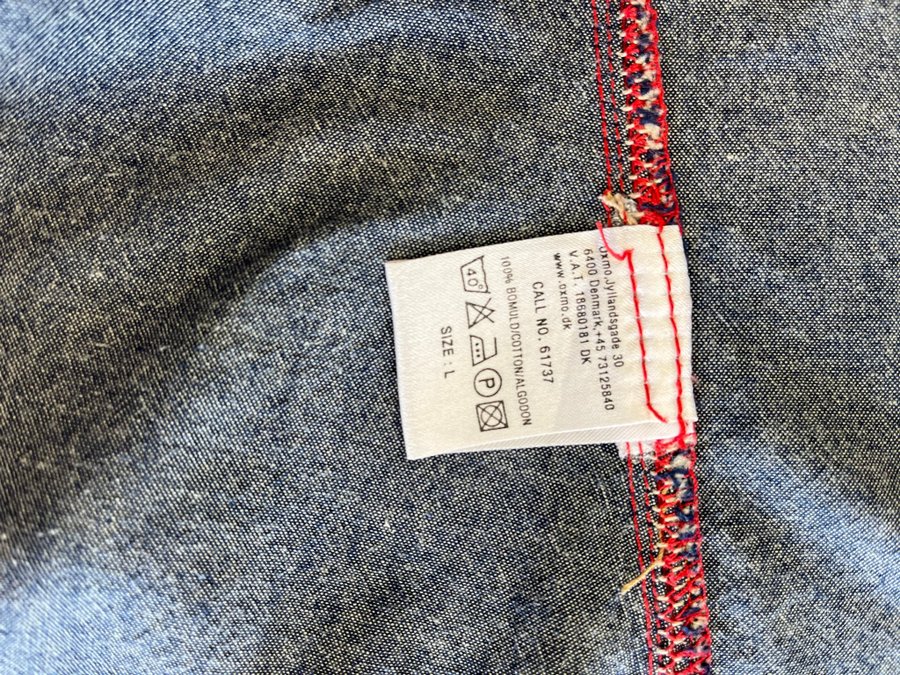 oxmo,Jyllandsgade 30
6400 Denmark,+45 73125840
V.A.T. 18680181 DK
www.oxmo.dk
CALL NO. 61737
100% BOMULD/COTTON/ALGODON
40°
P
SIZE : L